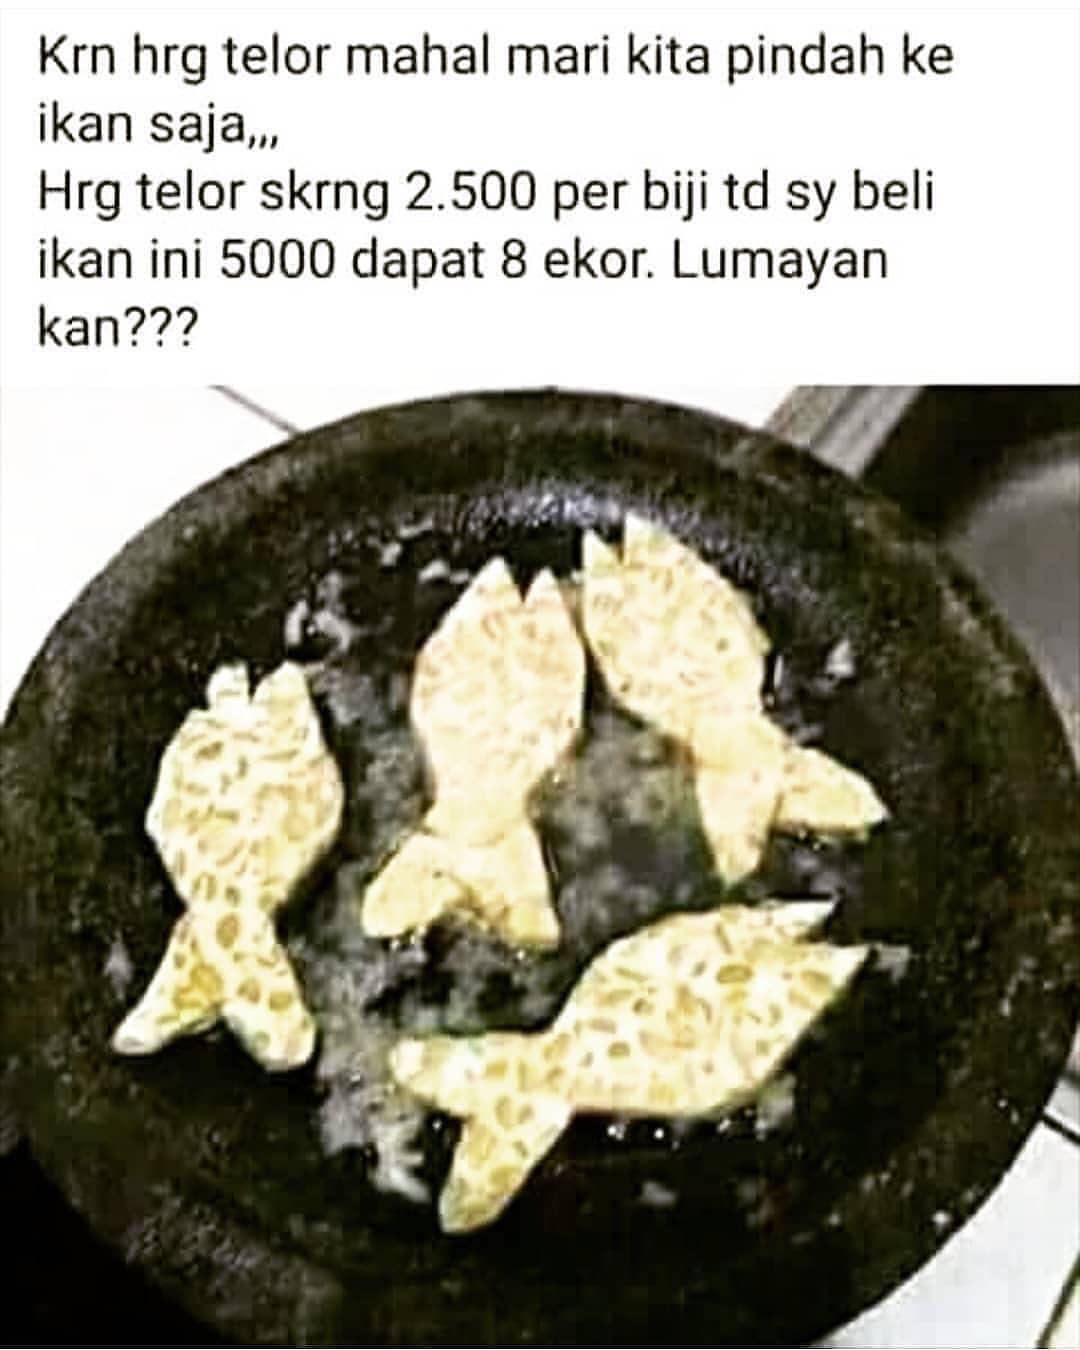 Krn hrg telor mahal mari kita pindah ke
ikan saja,,,
Hrg telor skrng 2.500 per biji td sy beli
ikan ini 5000 dapat 8 ekor. Lumayan
kan???